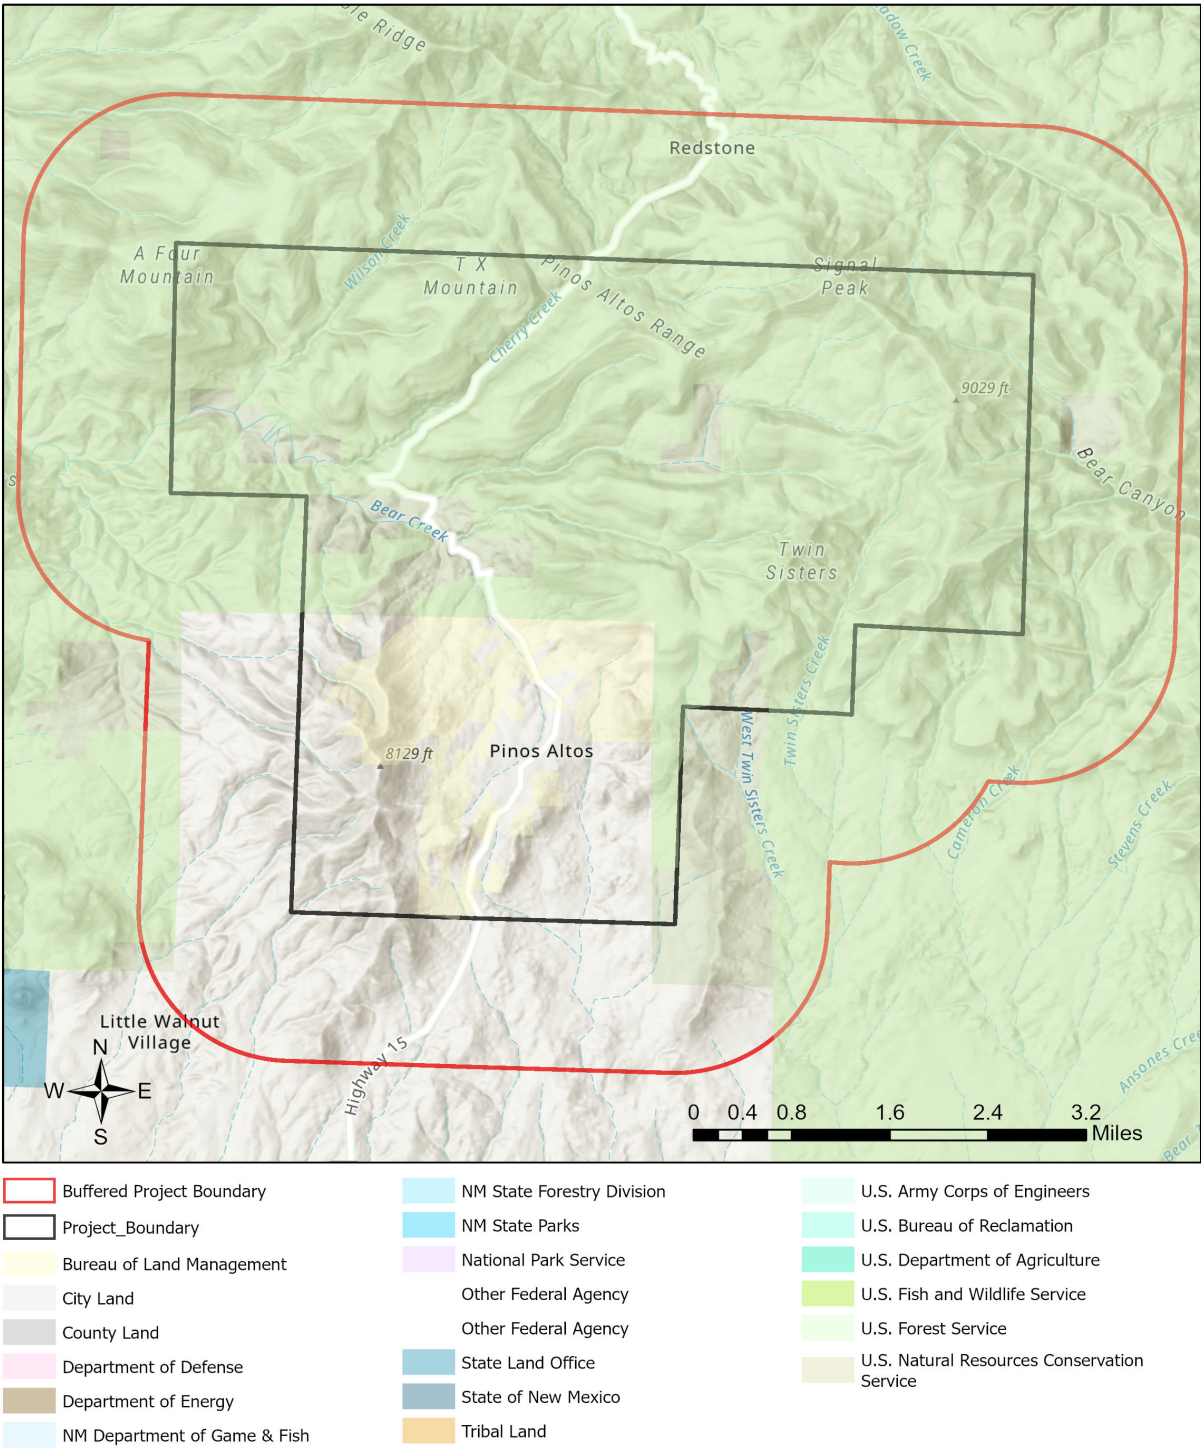 ole Ridge
adow Creek
Redstone
A Four
Mountain
Wilson Creek
T X
Mountain
Pinos Altos Range
Signal
Peak
Cherry Creek
9029 ft
Bear Canyon
s
Bear Creek
Twin
Sisters
Twin Sisters Creek
8129 ft
Pinos Altos
West Twin Sisters Creek
Cameron Creek
Stevens Creek
Little Walnut
Village
Highway 15
Ansones Cree
Bear T
N
W E
S
0 0.4 0.8 1.6 2.4 3.2
Miles
Buffered Project Boundary
Project_Boundary
Bureau of Land Management
City Land
County Land
Department of Defense
Department of Energy
NM Department of Game & Fish
NM State Forestry Division
NM State Parks
National Park Service
Other Federal Agency
Other Federal Agency
State Land Office
State of New Mexico
Tribal Land
U.S. Army Corps of Engineers
U.S. Bureau of Reclamation
U.S. Department of Agriculture
U.S. Fish and Wildlife Service
U.S. Forest Service
U.S. Natural Resources Conservation
Service